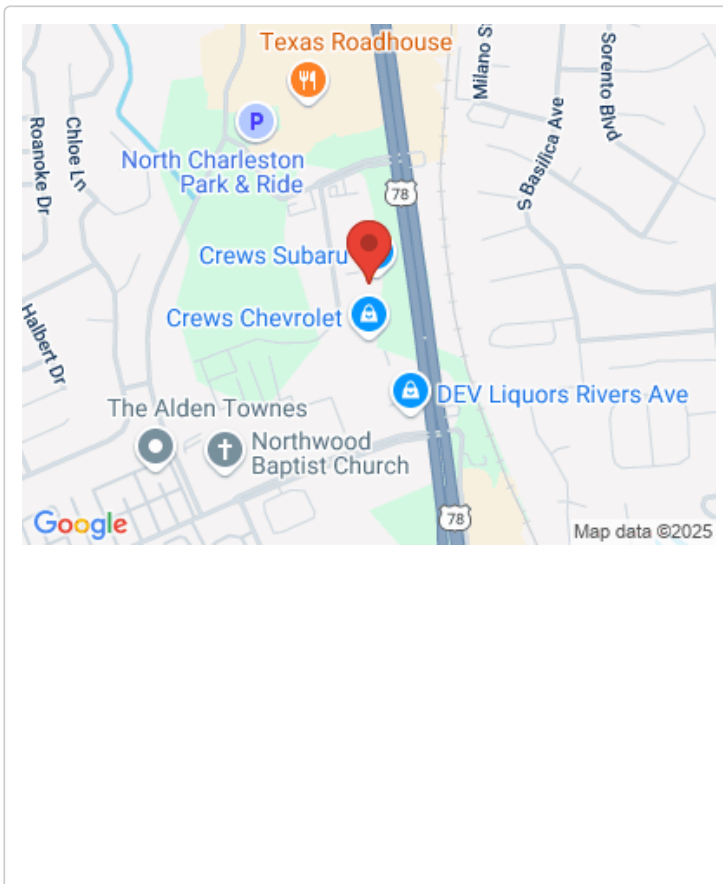 Texas Roadhouse
Milano S
Sorento Blvd
P
Chloe Ln
Roanoke Dr
North Charleston
Park & Ride
78
S Basilica Ave
Crews Subaru
Crews Chevrolet
Halbert Dr
DEV Liquors Rivers Ave
The Alden Townes
Northwood
Baptist Church
78
Google
Map data ©2025